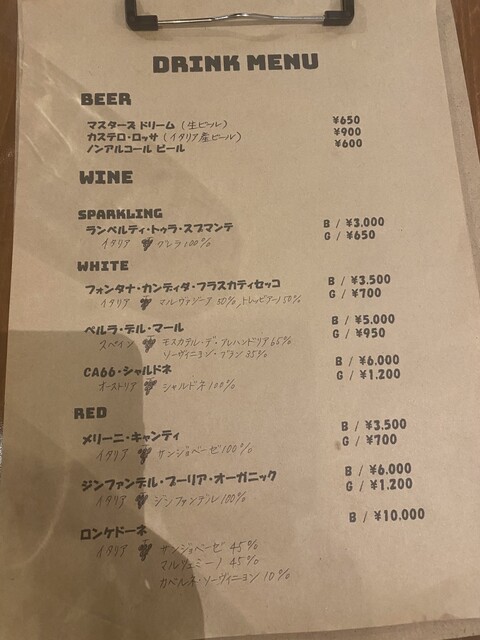 DRINK MENU
BEER
マスターズ ドリーム (生ビール) ¥650
カステロ・ロッサ (イタリア産ビール) ¥900
ノンアルコール ビール ¥600
WINE
SPARKLING
ランベルティ・トゥラ・スプマンテ B / ¥3.000
イタリア グレラ100% G / ¥650
WHITE
フォンタナ・カンディダ・フラスカティセッコ B / ¥3.500
イタリア マルヴァジーア 50%、トレッビアーノ50% G / ¥700
ベルラ・デル・マール B / ¥5.000
スペイン モスカテル・デ・アレハンドリア 65% G / ¥950
ソーヴィニヨン・ブラン 35%
CA66・シャルドネ B / ¥6.000
オーストリア シャルドネ100% G / ¥1.200
RED
メリーニ・キャンティ B / ¥3.500
イタリア サンジョベーゼ100% G / ¥700
ジンファンデル・プーリア・オーガニック B / ¥6.000
イタリア ジンファンデル100% G / ¥1.200
ロンケドーネ B / ¥10.000
イタリア サンジョベーゼ 45%
マルツェミーノ 45%
カベルネ・ソーヴィニヨン 10%